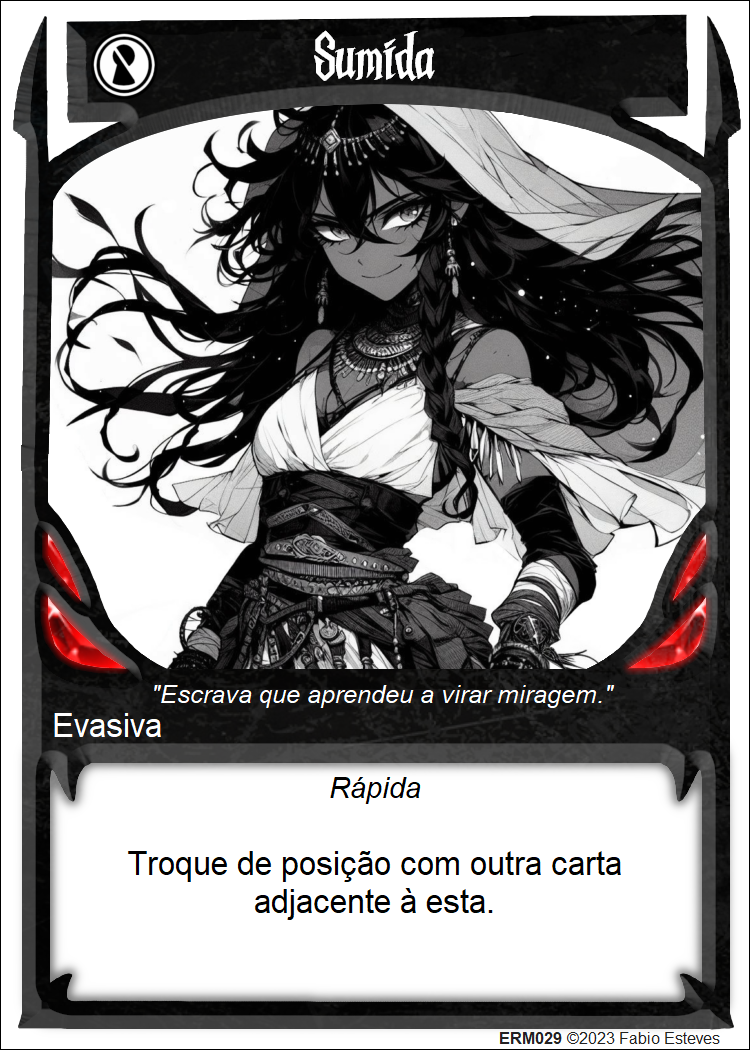 Sumida
"Escrava que aprendeu a virar miragem."
Evasiva
Rápida
Troque de posição com outra carta
adjacente à esta.
ERM029 ©2023 Fabio Esteves